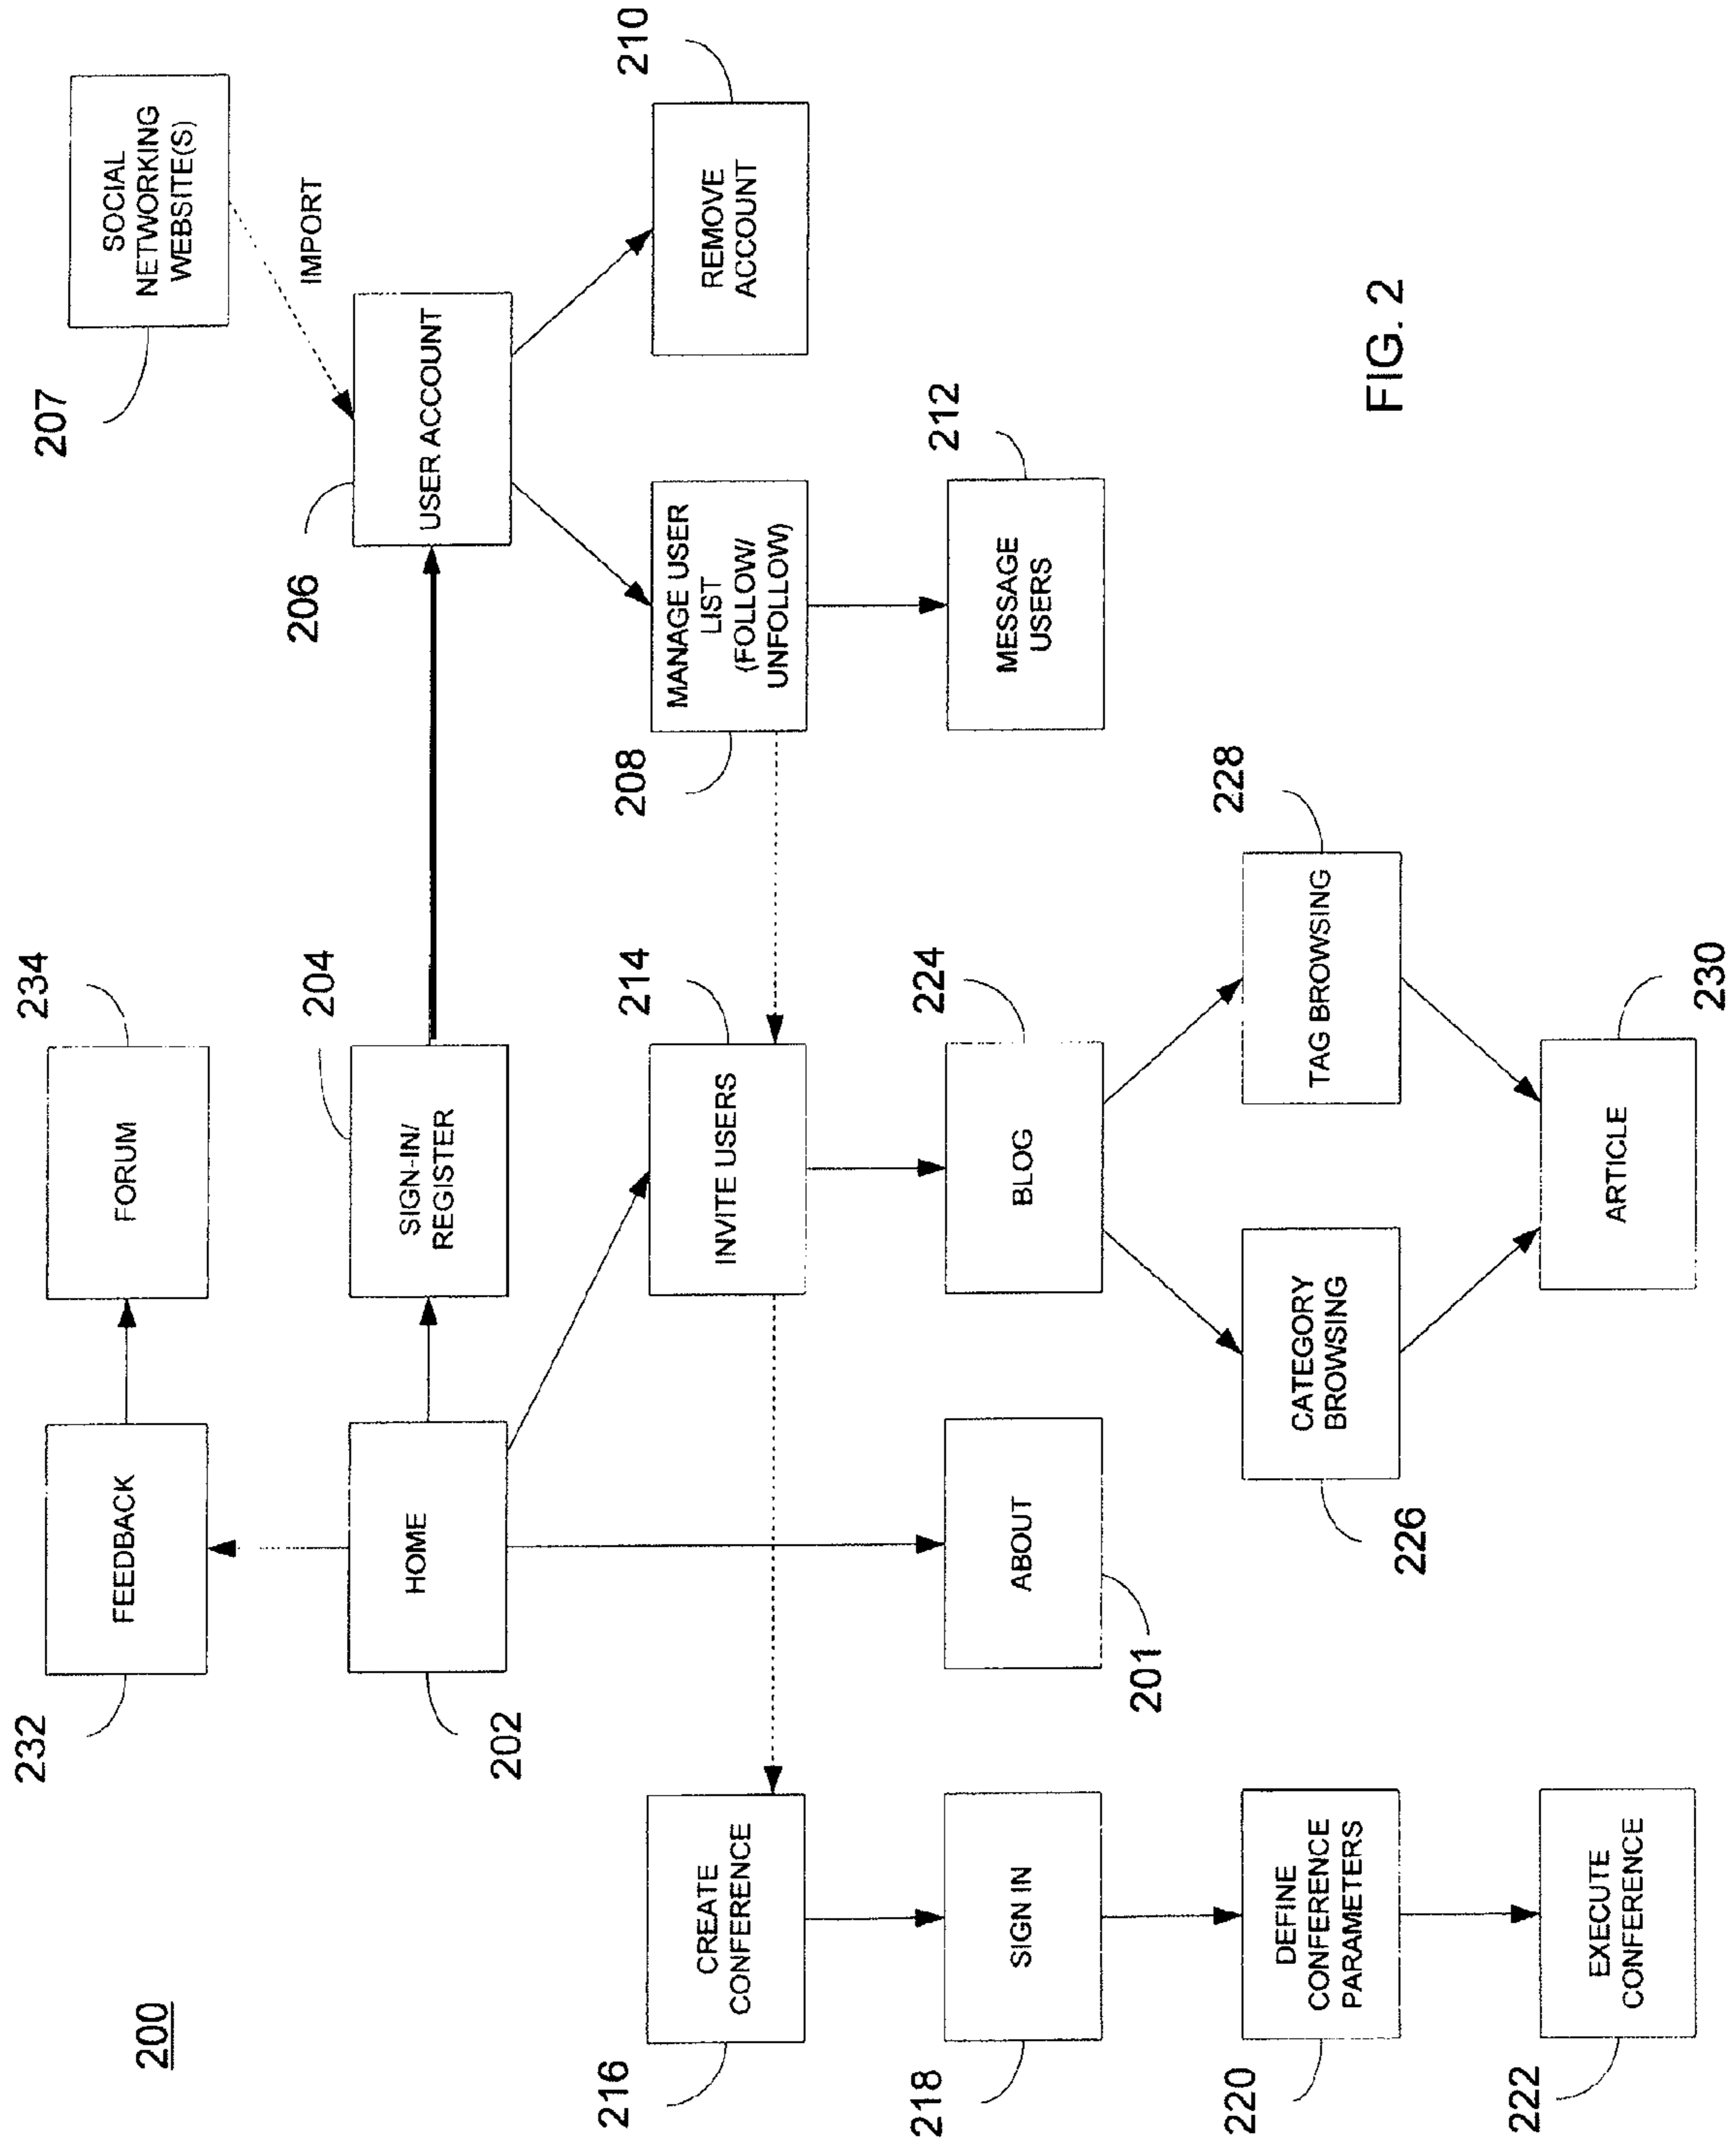 200
232
FEEDBACK
234
FORUM
207
SOCIAL
NETWORKING
WEBSITE(S)
IMPORT
202
HOME
204
SIGN-IN/
REGISTER
206
USER ACCOUNT
216
CREATE
CONFERENCE
214
INVITE USERS
208
MANAGE USER
LIST
(FOLLOW/
UNFOLLOW)
210
REMOVE
ACCOUNT
218
SIGN IN
201
ABOUT
224
BLOG
212
MESSAGE
USERS
220
DEFINE
CONFERENCE
PARAMETERS
226
CATEGORY
BROWSING
228
TAG BROWSING
222
EXECUTE
CONFERENCE
230
ARTICLE
FIG. 2